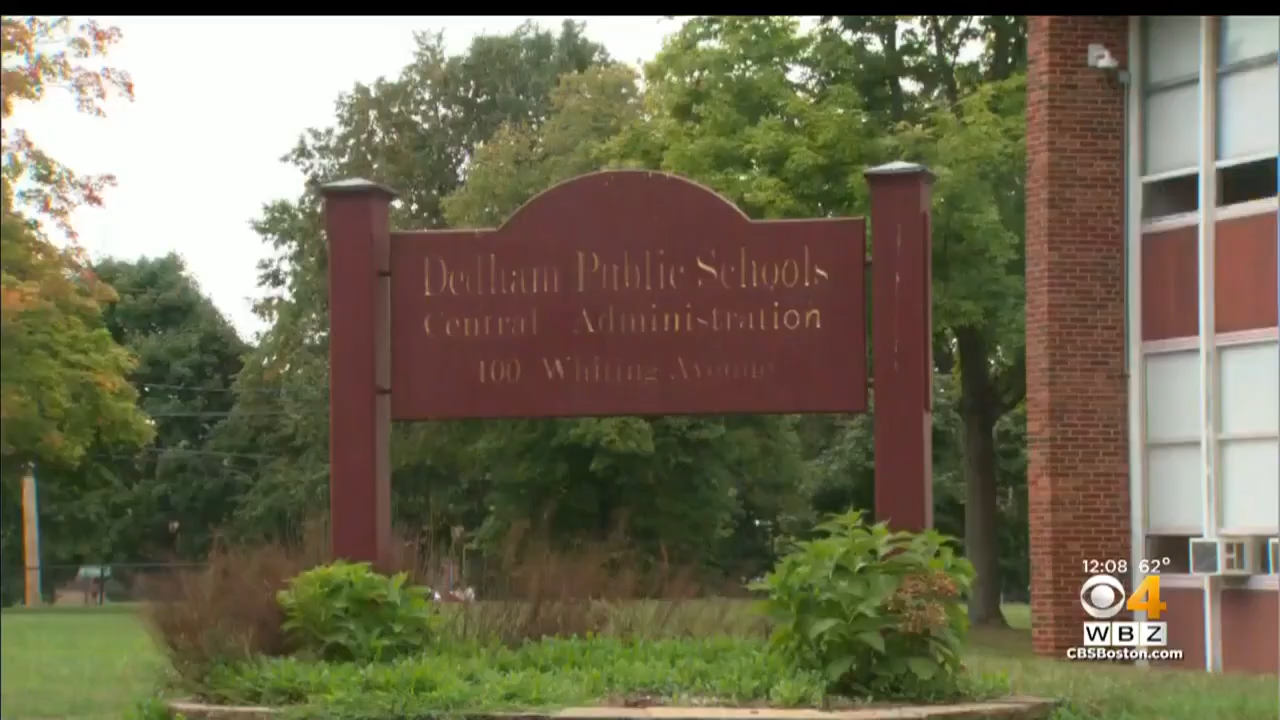 Dedham Public Schools
Central Administration
100 Whiting Avenue
12:08 62°
4
WBZ
CBSBoston.com